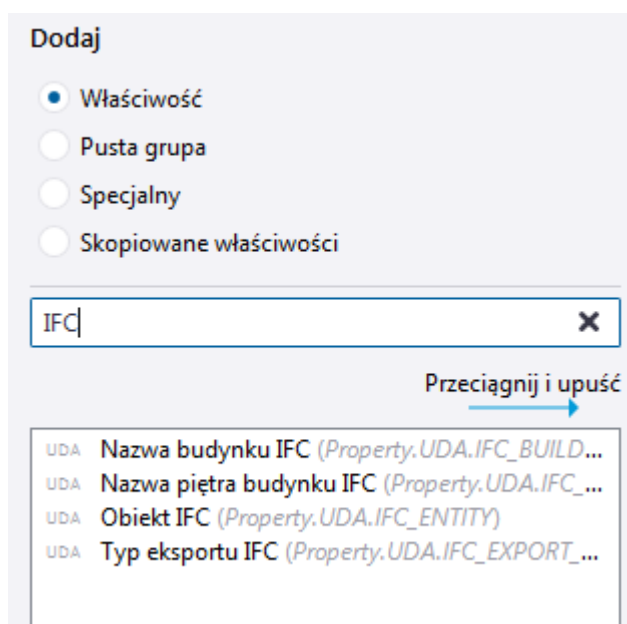 Dodaj
Właściwość
Pusta grupa
Specjalny
Skopiowane właściwości
IFC
Przeciągnij i upuść
UDA Nazwa budynku IFC (Property.UDA.IFC_BUILD...
UDA Nazwa piętra budynku IFC (Property.UDA.IFC_...
UDA Obiekt IFC (Property.UDA.IFC_ENTITY)
UDA Typ eksportu IFC (Property.UDA.IFC_EXPORT_...